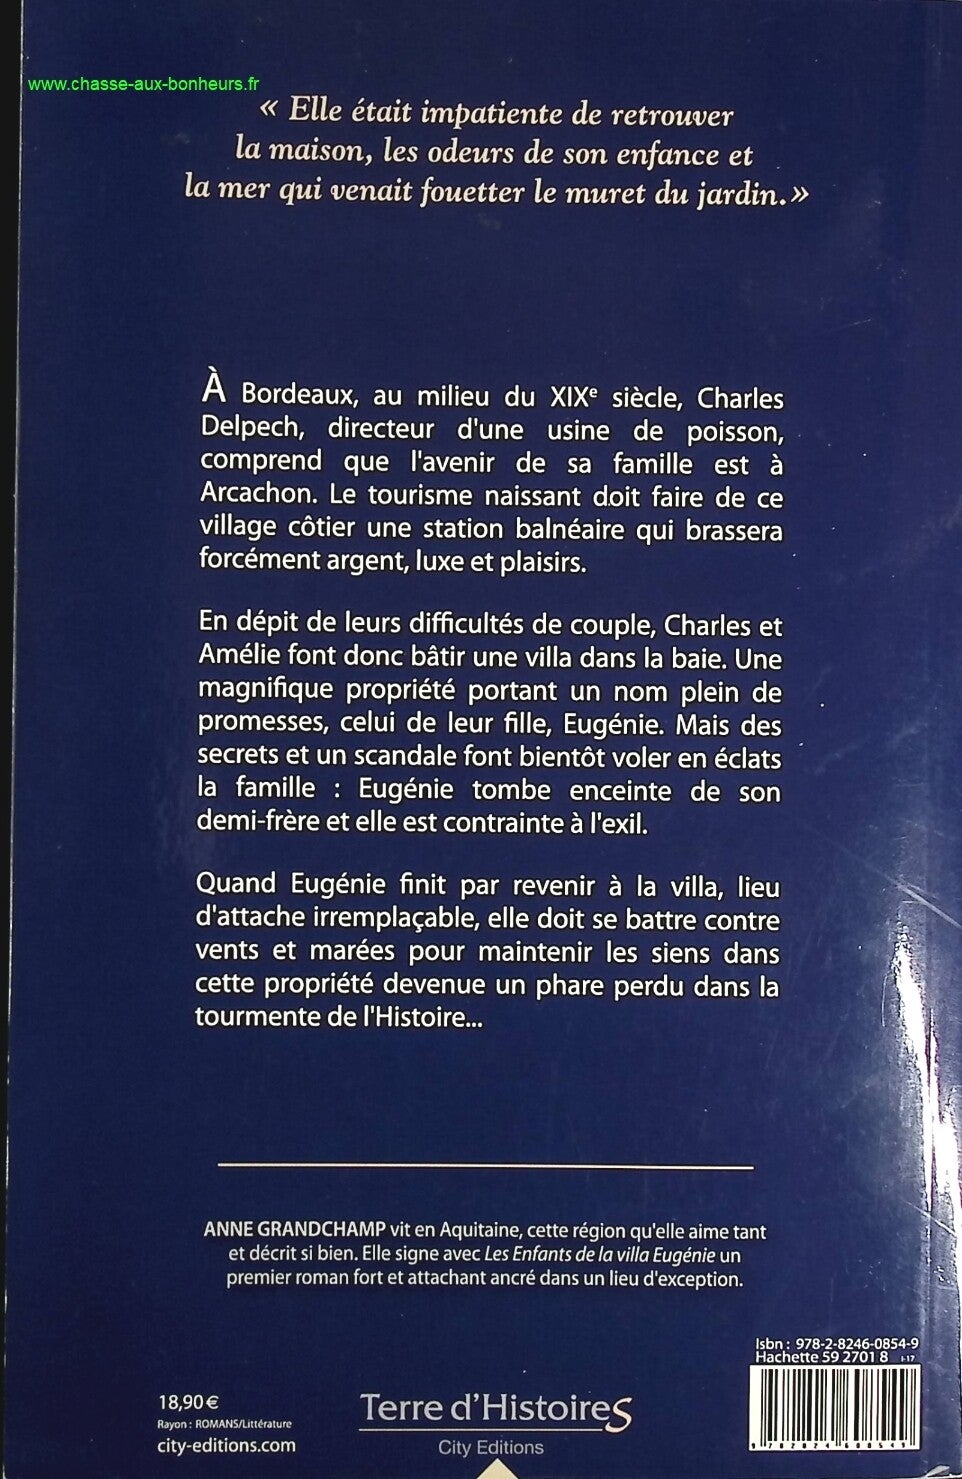 www.chasse-aux-bonheurs.fr
« Elle était impatiente de retrouver
la maison, les odeurs de son enfance et
la mer qui venait fouetter le muret du jardin.»
À Bordeaux, au milieu du XIXe siècle, Charles
Delpech, directeur d'une usine de poisson,
comprend que l'avenir de sa famille est à
Arcachon. Le tourisme naissant doit faire de ce
village côtier une station balnéaire qui brassera
forcément argent, luxe et plaisirs.
En dépit de leurs difficultés de couple, Charles et
Amélie font donc bâtir une villa dans la baie. Une
magnifique propriété portant un nom plein de
promesses, celui de leur fille, Eugénie. Mais des
secrets et un scandale font bientôt voler en éclats
la famille : Eugénie tombe enceinte de son
demi-frère et elle est contrainte à l'exil.
Quand Eugénie finit par revenir à la villa, lieu
d'attache irremplaçable, elle doit se battre contre
vents et marées pour maintenir les siens dans
cette propriété devenue un phare perdu dans la
tourmente de l'Histoire...
ANNE GRANDCHAMP vit en Aquitaine, cette région qu'elle aime tant
et décrit si bien. Elle signe avec Les Enfants de la villa Eugénie un
premier roman fort et attachant ancré dans un lieu d'exception.
Isbn : 978-2-8246-0854-9
Hachette 59 2701 8 I-17
9 782824 608549
18,90 €
Rayon : ROMANS/Littérature
city-editions.com
Terre d'HistoireS
City Editions